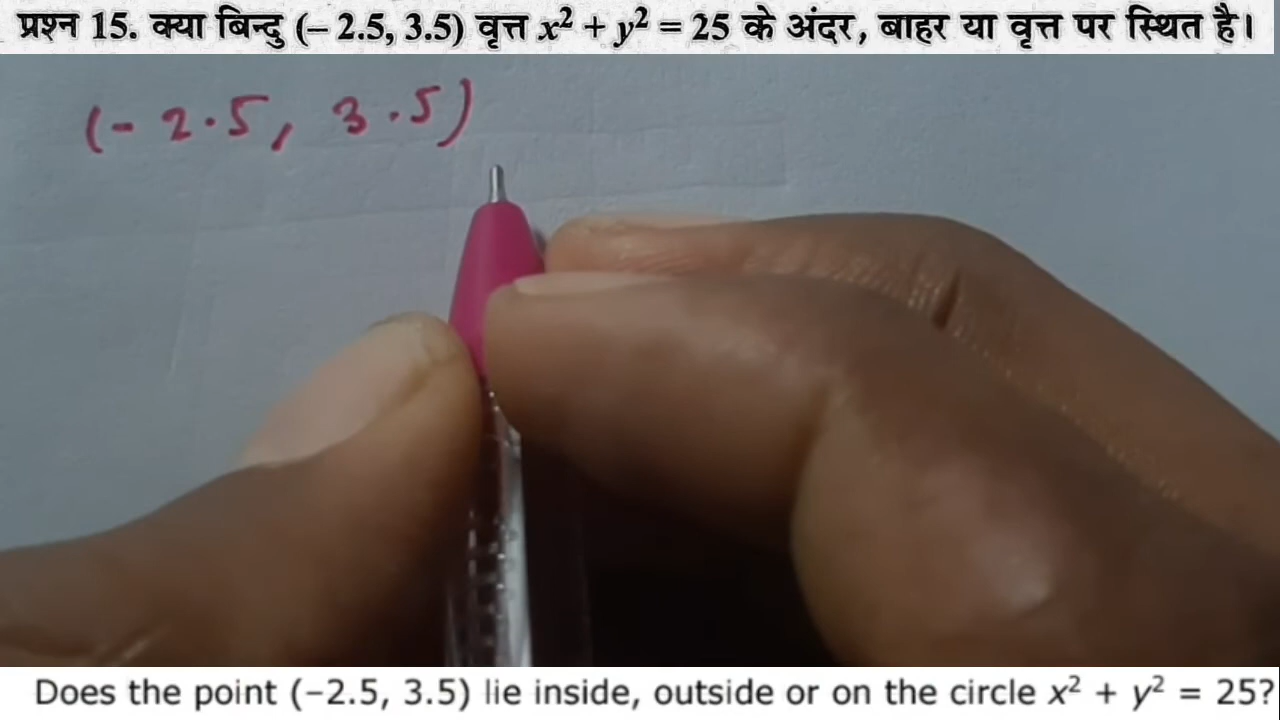 प्रश्न 15. क्या बिन्दु (– 2.5, 3.5) वृत्त x² + y² = 25 के अंदर, बाहर या वृत्त पर स्थित है।
(- 2.5, 3.5)
Does the point (−2.5, 3.5) lie inside, outside or on the circle x² + y² = 25?